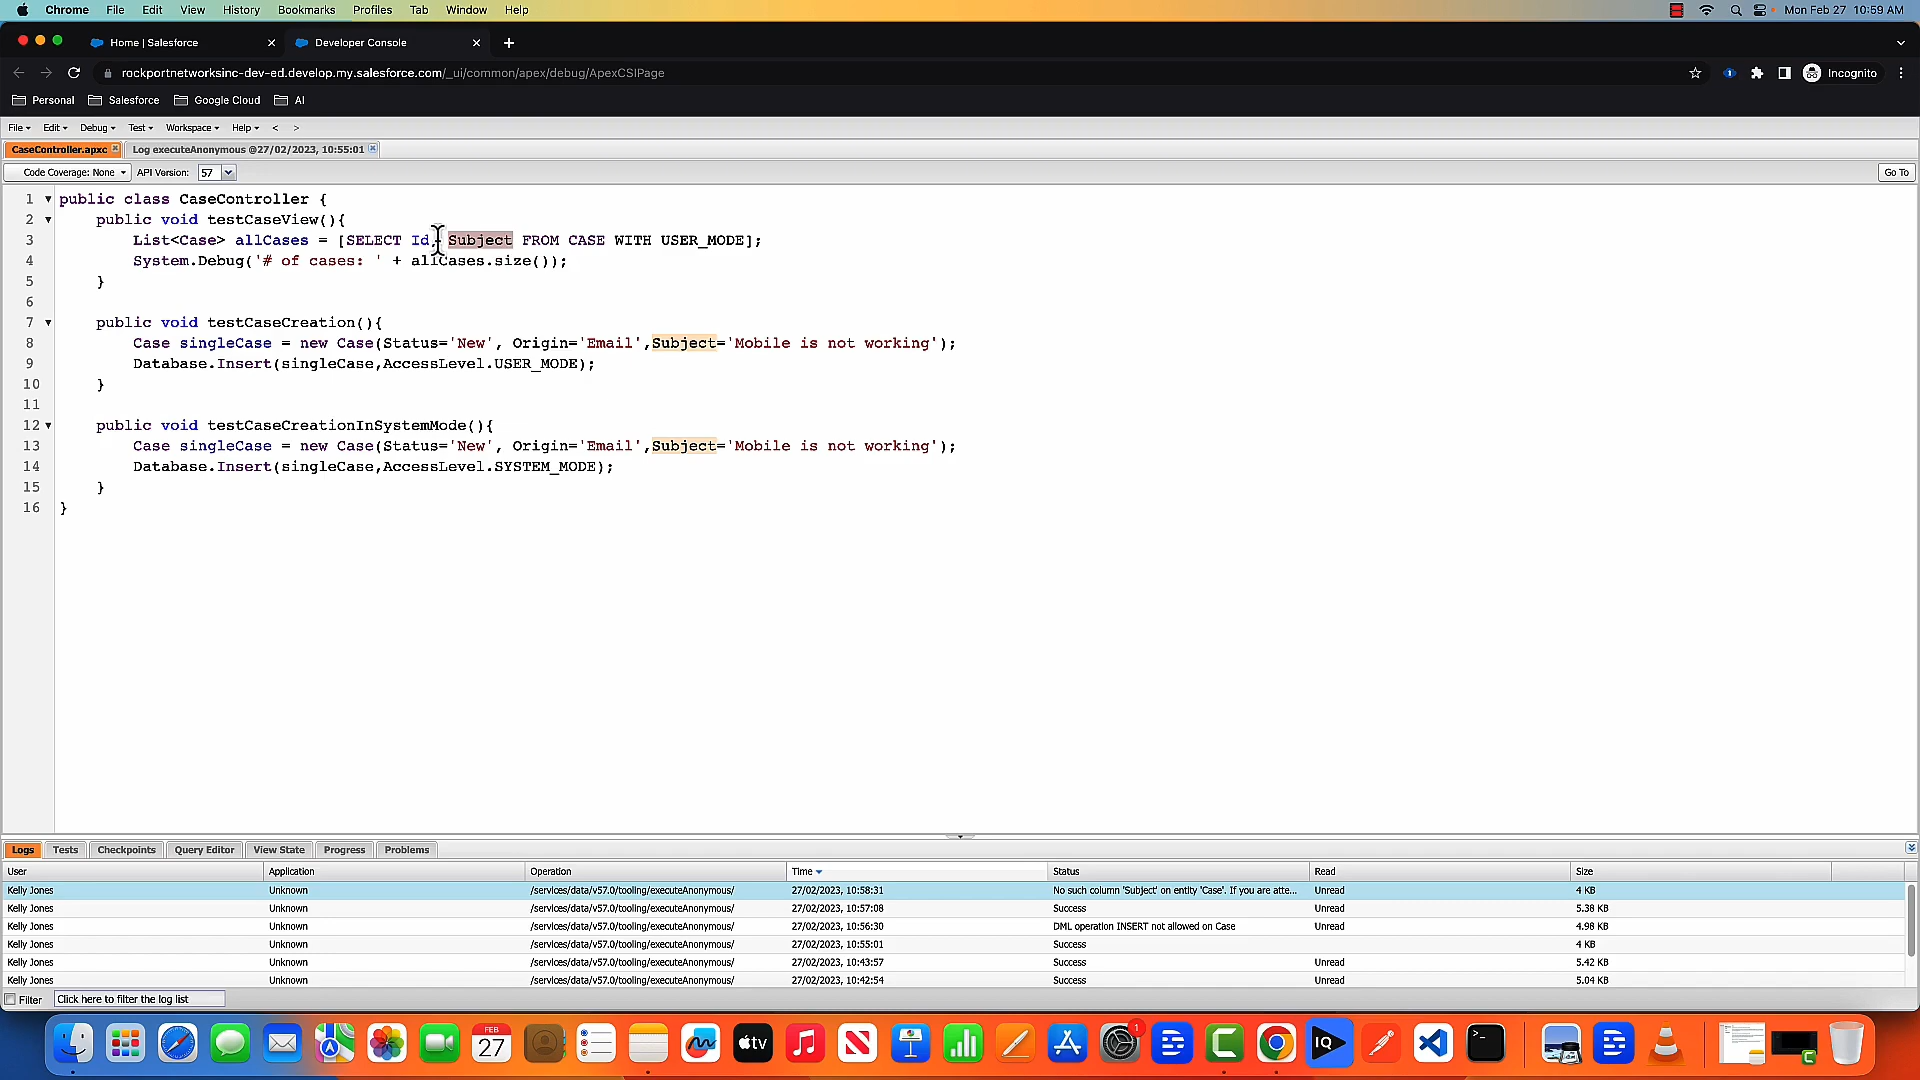 Chrome File Edit View History Bookmarks Profiles Tab Window Help Mon Feb 27 10:59 AM
Home | Salesforce Developer Console
rockportnetworksinc-dev-ed.develop.my.salesforce.com/_ui/common/apex/debug/ApexCSIPage Incognito
Personal Salesforce Google Cloud AI
File Edit Debug Test Workspace Help < >
CaseController.apxc Log executeAnonymous @27/02/2023, 10:55:01
Code Coverage: None API Version: 57 Go To
1 public class CaseController {
2 public void testCaseView(){
3 List<Case> allCases = [SELECT Id, Subject FROM CASE WITH USER_MODE];
4 System.Debug('# of cases: ' + allCases.size());
5 }
6
7 public void testCaseCreation(){
8 Case singleCase = new Case(Status='New', Origin='Email',Subject='Mobile is not working');
9 Database.Insert(singleCase,AccessLevel.USER_MODE);
10 }
11
12 public void testCaseCreationInSystemMode(){
13 Case singleCase = new Case(Status='New', Origin='Email',Subject='Mobile is not working');
14 Database.Insert(singleCase,AccessLevel.SYSTEM_MODE);
15 }
16 }
Logs Tests Checkpoints Query Editor View State Progress Problems
User Application Operation Time Status Read Size
Kelly Jones Unknown /services/data/v57.0/tooling/executeAnonymous/ 27/02/2023, 10:58:31 No such column 'Subject' on entity 'Case'. If you are atte... Unread 4 KB
Kelly Jones Unknown /services/data/v57.0/tooling/executeAnonymous/ 27/02/2023, 10:57:08 Success Unread 5.38 KB
Kelly Jones Unknown /services/data/v57.0/tooling/executeAnonymous/ 27/02/2023, 10:56:30 DML operation INSERT not allowed on Case Unread 4.98 KB
Kelly Jones Unknown /services/data/v57.0/tooling/executeAnonymous/ 27/02/2023, 10:55:01 Success 4 KB
Kelly Jones Unknown /services/data/v57.0/tooling/executeAnonymous/ 27/02/2023, 10:43:57 Success Unread 5.42 KB
Kelly Jones Unknown /services/data/v57.0/tooling/executeAnonymous/ 27/02/2023, 10:42:54 Success Unread 5.04 KB
Filter Click here to filter the log list
FEB
27
tv
1
IQ